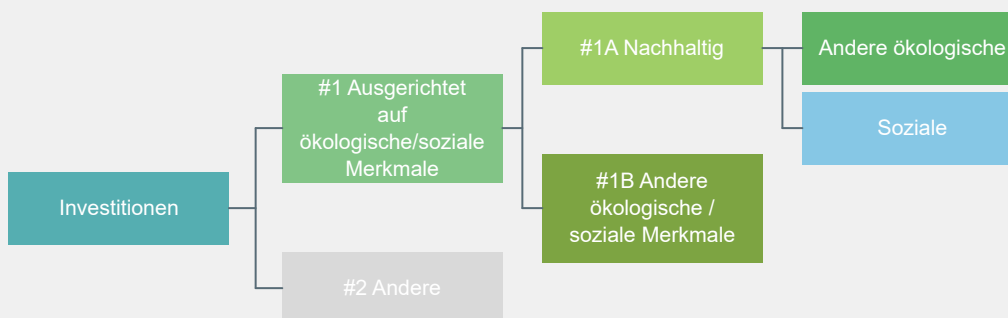 Investitionen
#1 Ausgerichtet
auf
ökologische/soziale
Merkmale
#2 Andere
#1A Nachhaltig
#1B Andere
ökologische /
soziale Merkmale
Andere ökologische
Soziale